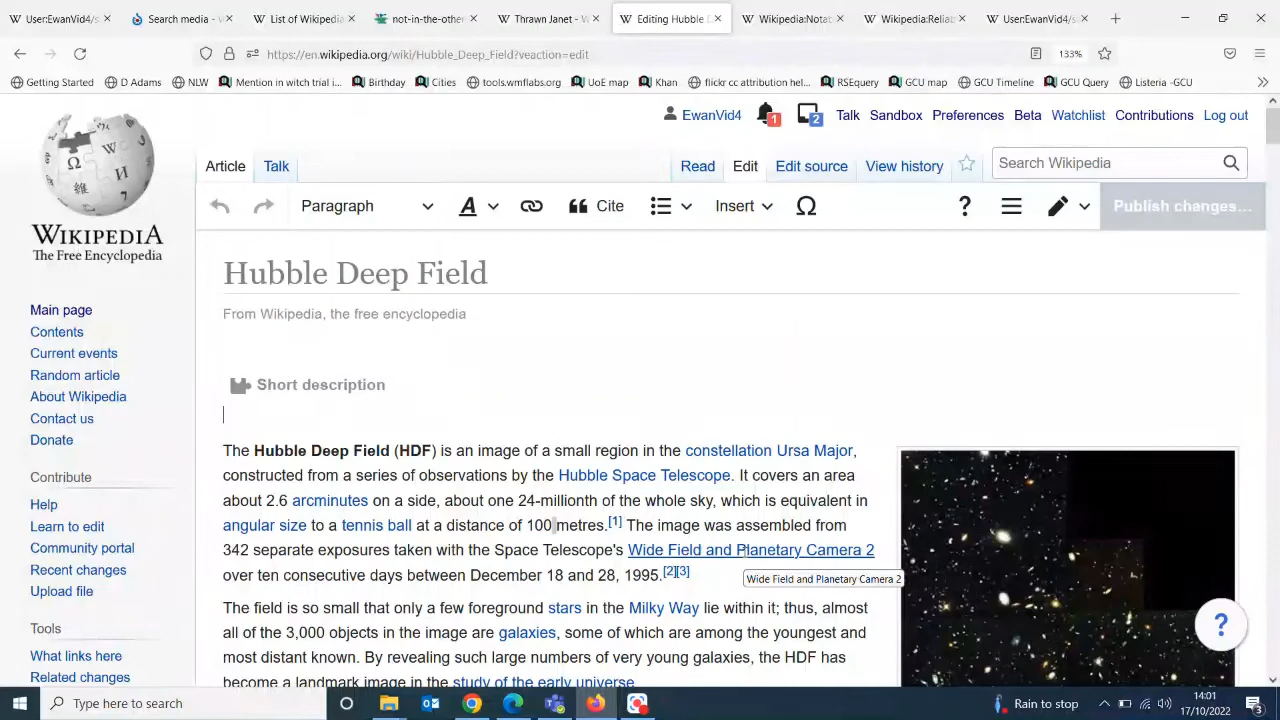 User:EwanVid4/s
Search media - 
List of Wikipedia
not-in-the-other
Thrawn Janet - W
Editing Hubble D
Wikipedia:Notab
Wikipedia:Reliab
User:EwanVid4/s
https://en.wikipedia.org/wiki/Hubble_Deep_Field?veaction=edit
133%
Getting Started
D Adams
NLW
Mention in witch trial i...
Birthday
Cities
tools.wmflabs.org
UoE map
Khan
flickr cc attribution hel...
RSEquery
GCU map
GCU Timeline
GCU Query
Listeria -GCU
EwanVid4
1
2
Talk
Sandbox
Preferences
Beta
Watchlist
Contributions
Log out
WIKIPEDIA
The Free Encyclopedia
Article
Talk
Read
Edit
Edit source
View history
Search Wikipedia
Paragraph
A
Cite
Insert
Ω
?
Publish changes...
Main page
Contents
Current events
Random article
About Wikipedia
Contact us
Donate
Contribute
Help
Learn to edit
Community portal
Recent changes
Upload file
Tools
What links here
Related changes
Hubble Deep Field
From Wikipedia, the free encyclopedia
Short description
The Hubble Deep Field (HDF) is an image of a small region in the constellation Ursa Major,
constructed from a series of observations by the Hubble Space Telescope. It covers an area
about 2.6 arcminutes on a side, about one 24-millionth of the whole sky, which is equivalent in
angular size to a tennis ball at a distance of 100 metres.[1] The image was assembled from
342 separate exposures taken with the Space Telescope's Wide Field and Planetary Camera 2
over ten consecutive days between December 18 and 28, 1995.[2][3]
Wide Field and Planetary Camera 2
The field is so small that only a few foreground stars in the Milky Way lie within it; thus, almost
all of the 3,000 objects in the image are galaxies, some of which are among the youngest and
most distant known. By revealing such large numbers of very young galaxies, the HDF has
become a landmark image in the study of the early universe.
?
Type here to search
Rain to stop
14:01
17/10/2022
3